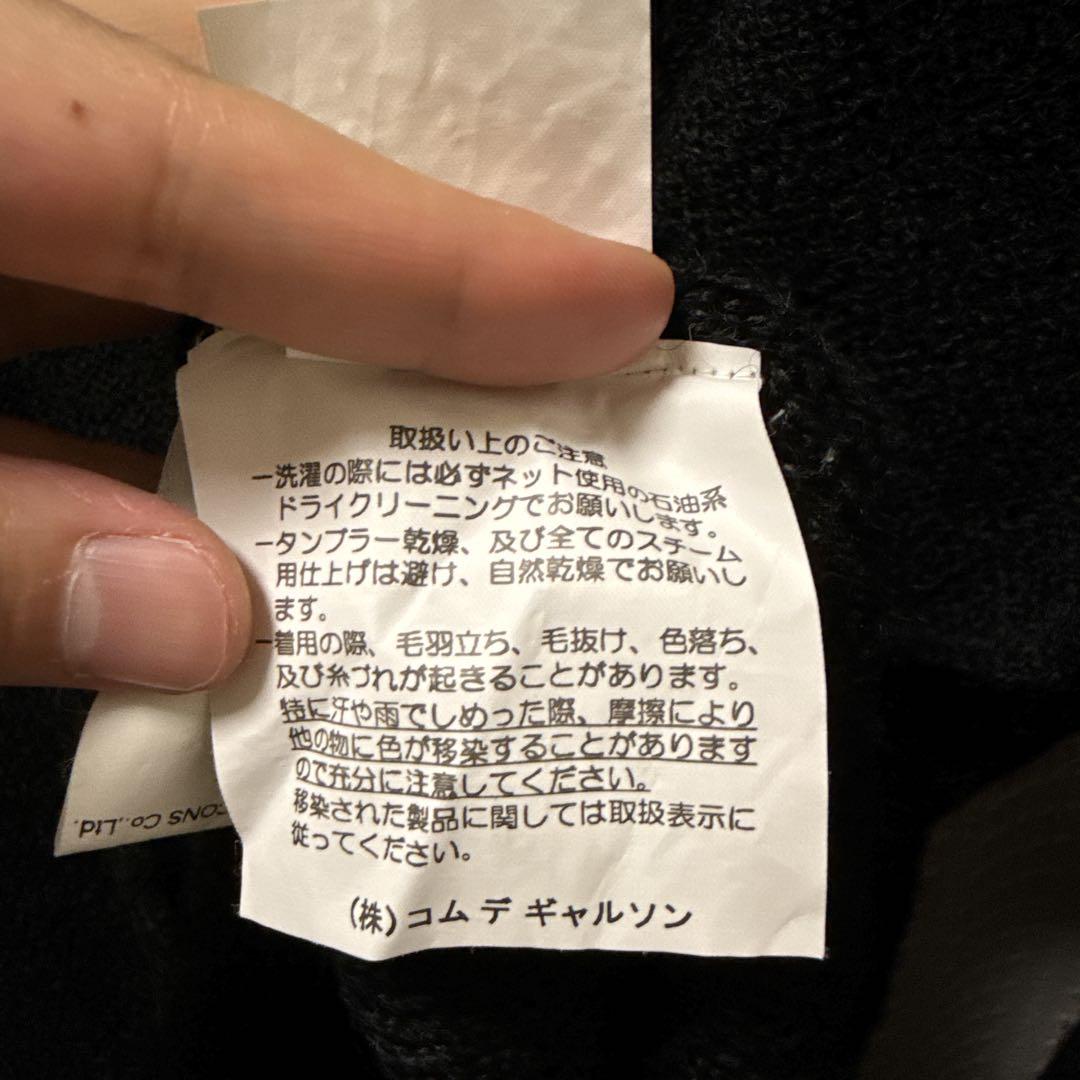 取扱い上のご注意
−洗濯の際には必ずネット使用の石油系
ドライクリーニングでお願いします。
−タンブラー乾燥、及び全てのスチーム
用仕上げは避け、自然乾燥でお願いし
ます。
−着用の際、毛羽立ち、毛抜け、色落ち、
及び糸づれが起きることがあります。
特に汗や雨でしめった際、摩擦により
他の物に色が移染することがあります
ので充分に注意してください。
移染された製品に関しては取扱表示に
従ってください。
(株)コム デ ギャルソン
CONS Co.,Ltd.